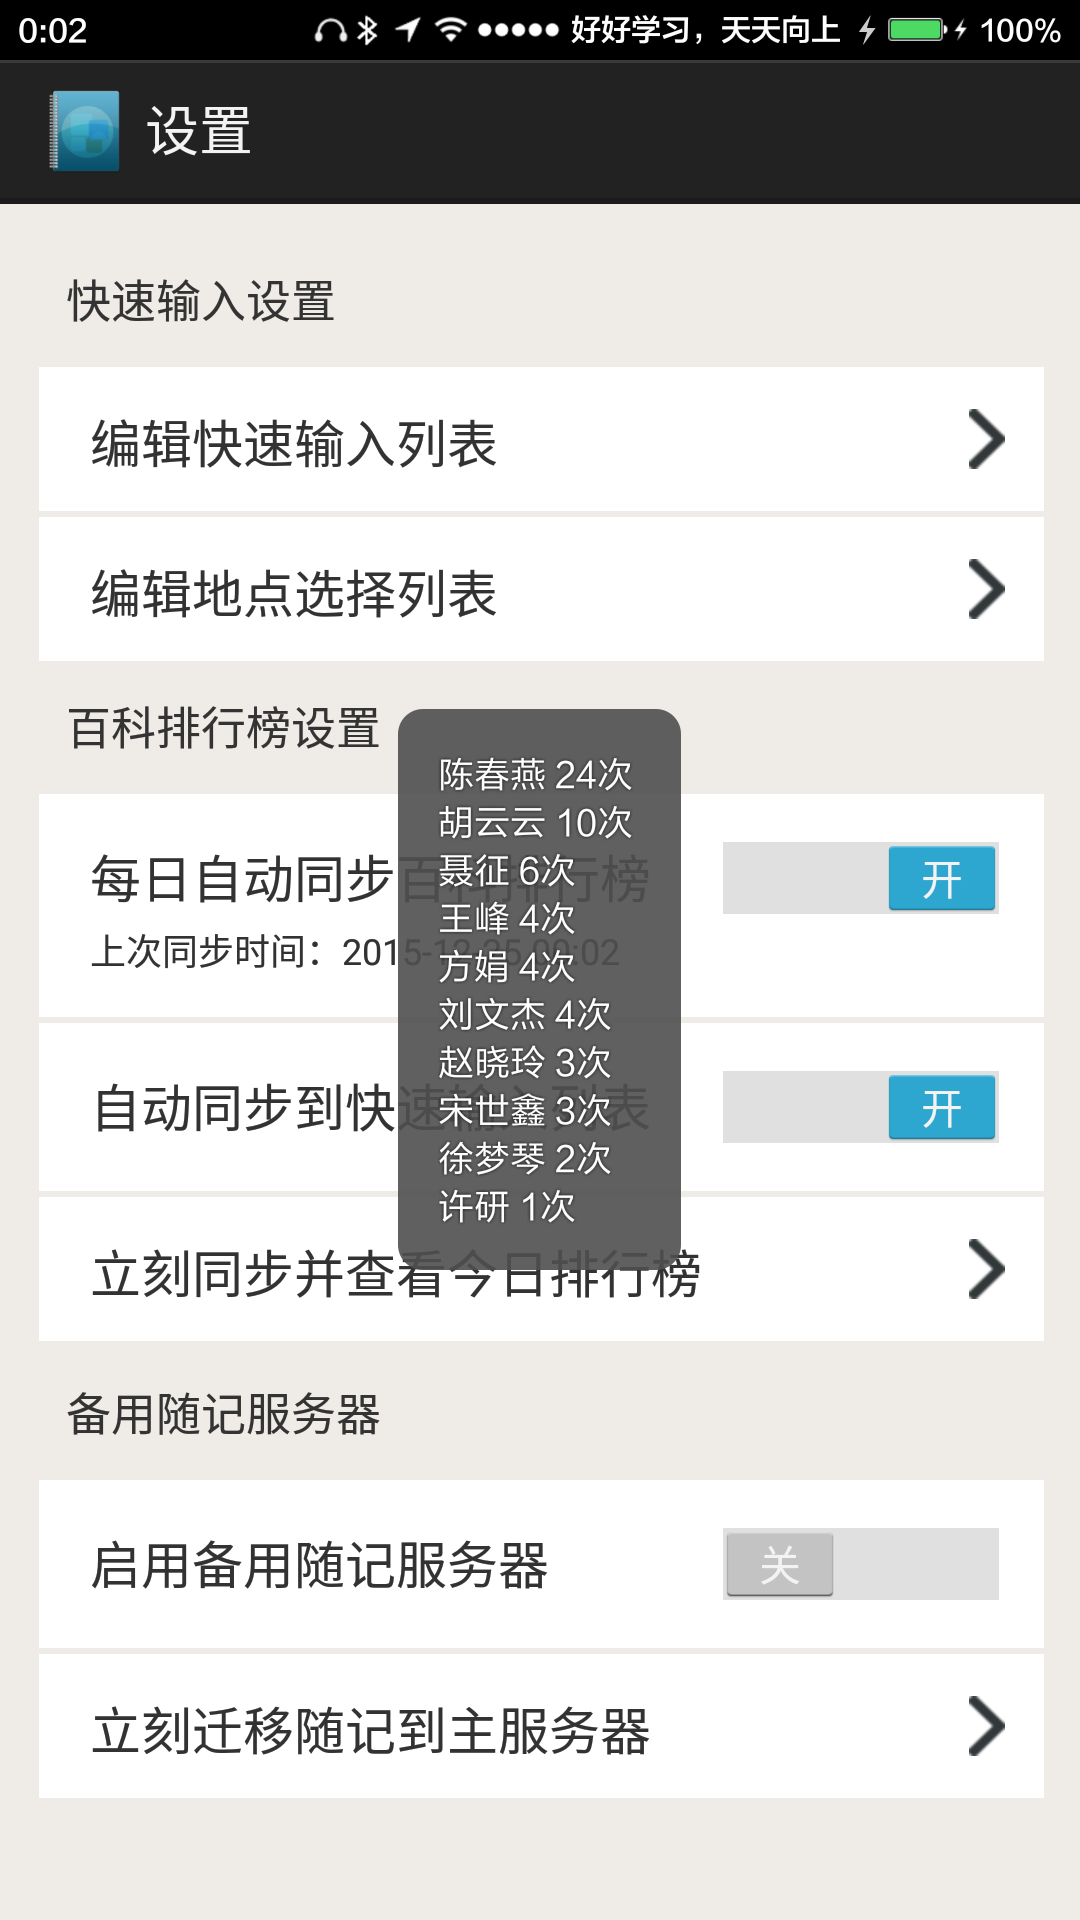 0:02 好好学习，天天向上 100%
设置
快速输入设置
编辑快速输入列表
编辑地点选择列表
百科排行榜设置
每日自动同步百科排行榜 开
上次同步时间：2015-12-25 00:02
自动同步到快速输入列表 开
立刻同步并查看今日排行榜
陈春燕 24次
胡云云 10次
聂征 6次
王峰 4次
方娟 4次
刘文杰 4次
赵晓玲 3次
宋世鑫 3次
徐梦琴 2次
许研 1次
备用随记服务器
启用备用随记服务器 关
立刻迁移随记到主服务器